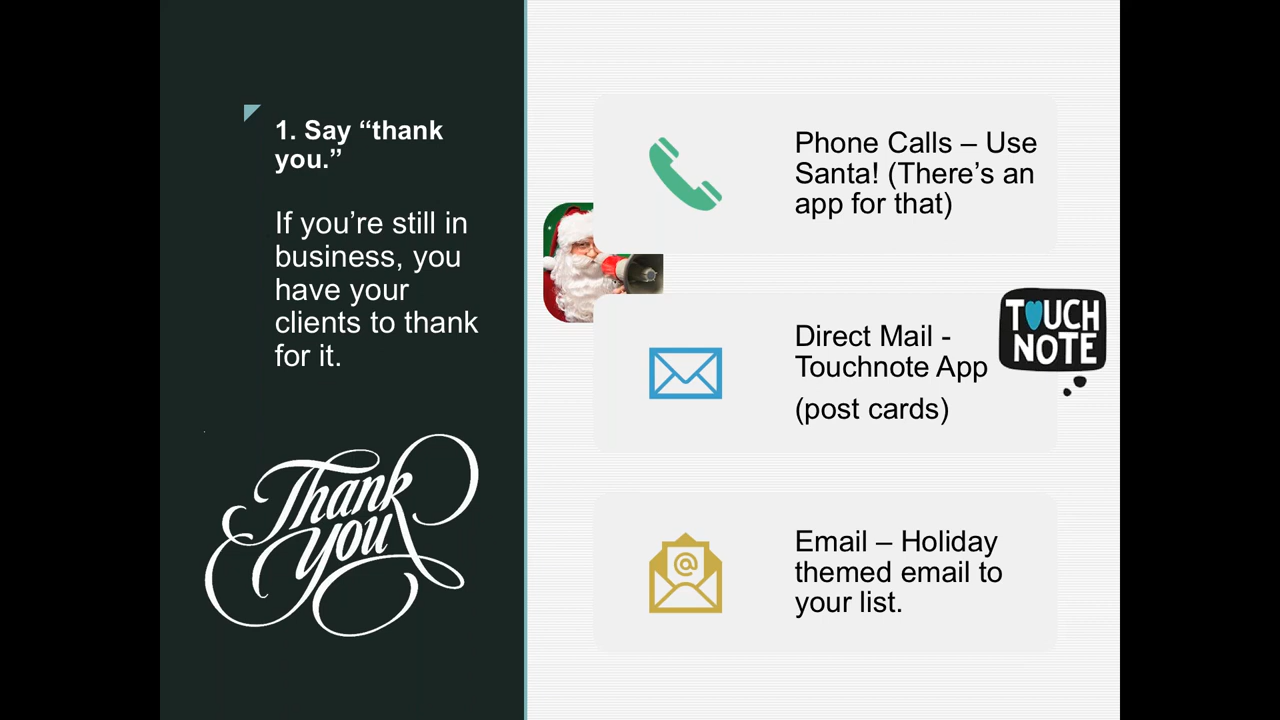 1. Say “thank
you.”
If you’re still in
business, you
have your
clients to thank
for it.
Thank
you
Phone Calls – Use
Santa! (There’s an
app for that)
Direct Mail -
Touchnote App
(post cards)
TOUCH
NOTE
Email – Holiday
themed email to
your list.